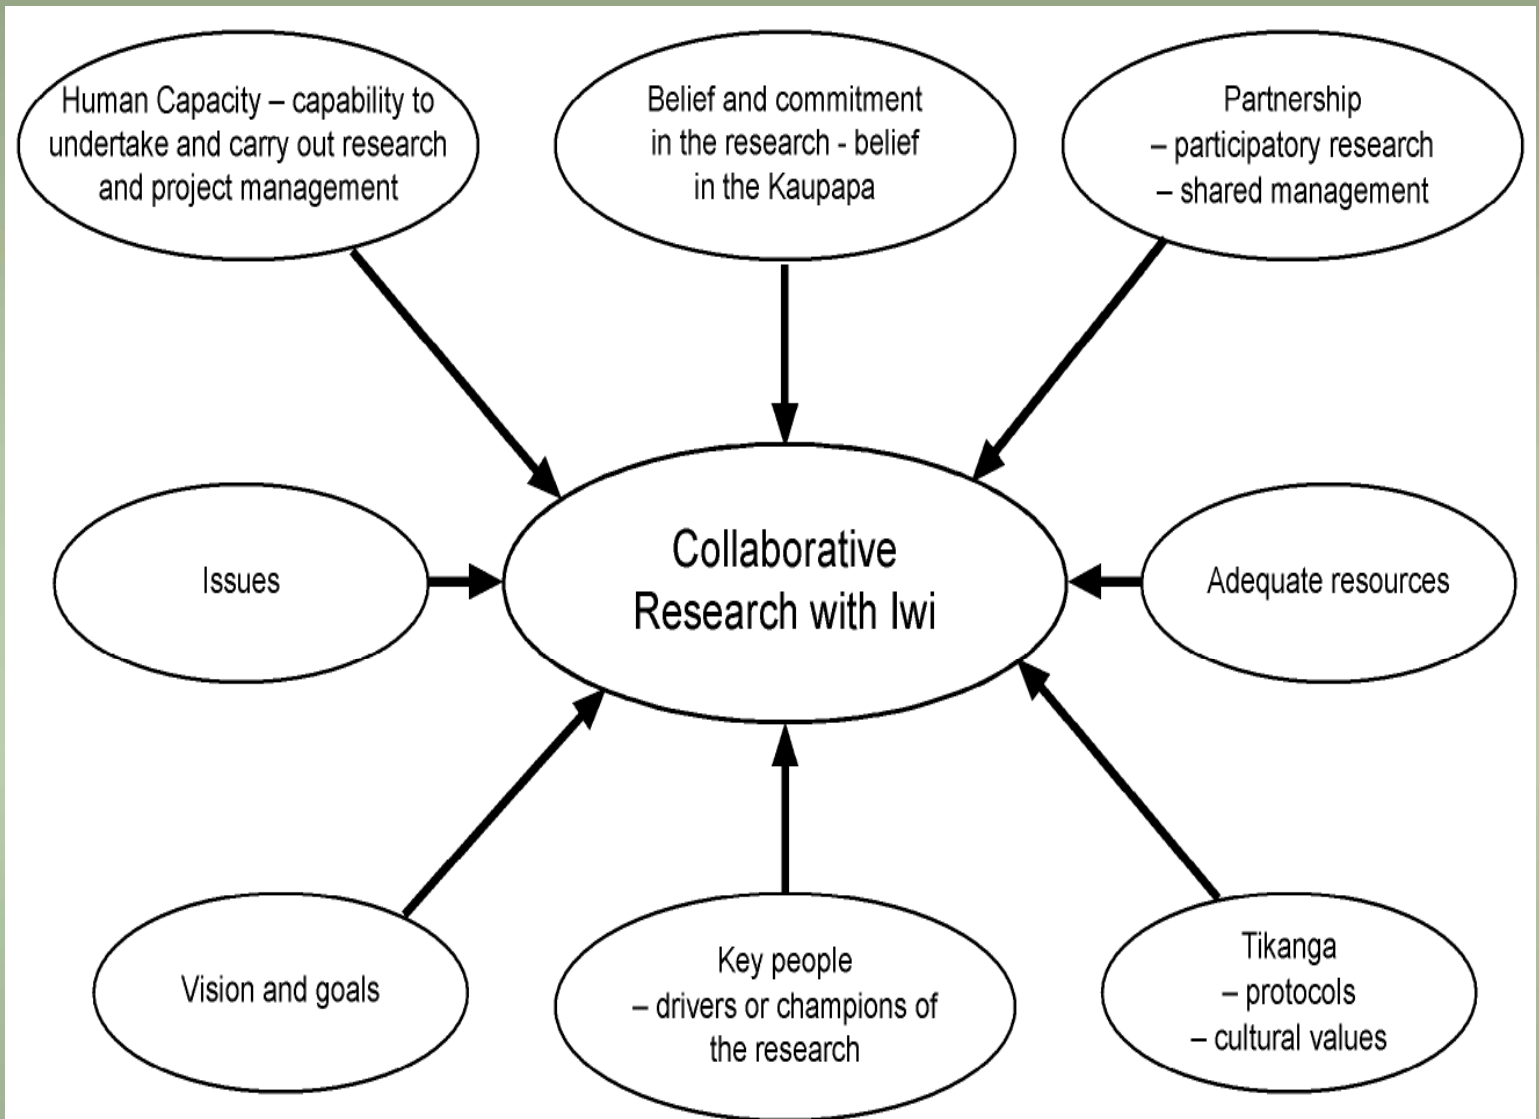 Human Capacity – capability to
undertake and carry out research
and project management
Belief and commitment
in the research - belief
in the Kaupapa
Partnership
– participatory research
– shared management
Issues
Collaborative
Research with Iwi
Adequate resources
Vision and goals
Key people
– drivers or champions of
the research
Tikanga
– protocols
– cultural values